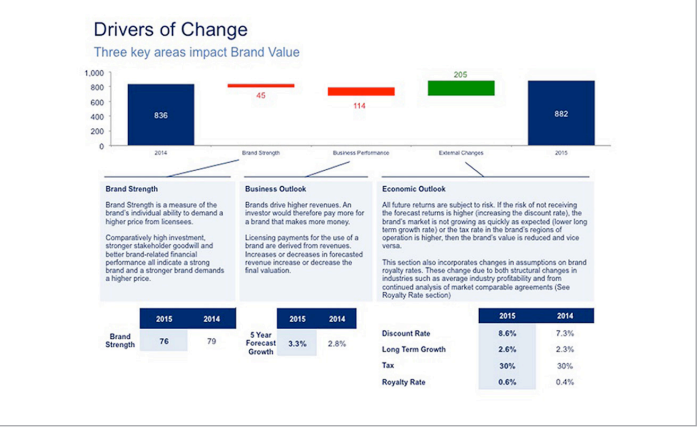 Drivers of Change
Three key areas impact Brand Value
1,000
800
600
400
200
0
836
45
114
205
882
2014
Brand Strength
Business Performance
External Changes
2015
Brand Strength
Brand Strength is a measure of the
brand's individual ability to demand a
higher price from licensees.
Comparatively high investment,
stronger stakeholder goodwill and
better brand-related financial
performance all indicate a strong
brand and a stronger brand demands
a higher price.
Business Outlook
Brands drive higher revenues. An
investor would therefore pay more for
a brand that makes more money.
Licensing payments for the use of a
brand are derived from revenues.
Increases or decreases in forecasted
revenue increase or decrease the
final valuation.
Economic Outlook
All future returns are subject to risk. If the risk of not receiving
the forecast returns is higher (increasing the discount rate), the
brand's market is not growing as quickly as expected (lower long
term growth rate) or the tax rate in the brand's regions of
operation is higher, then the brand's value is reduced and vice
versa.
This section also incorporates changes in assumptions on brand
royalty rates. These change due to both structural changes in
industries such as average industry profitability and from
continued analysis of market comparable agreements (See
Royalty Rate section)
2015 2014
Brand
Strength
76 79
2015 2014
5 Year
Forecast
Growth
3.3% 2.8%
2015 2014
Discount Rate 8.6% 7.3%
Long Term Growth 2.6% 2.3%
Tax 30% 30%
Royalty Rate 0.6% 0.4%